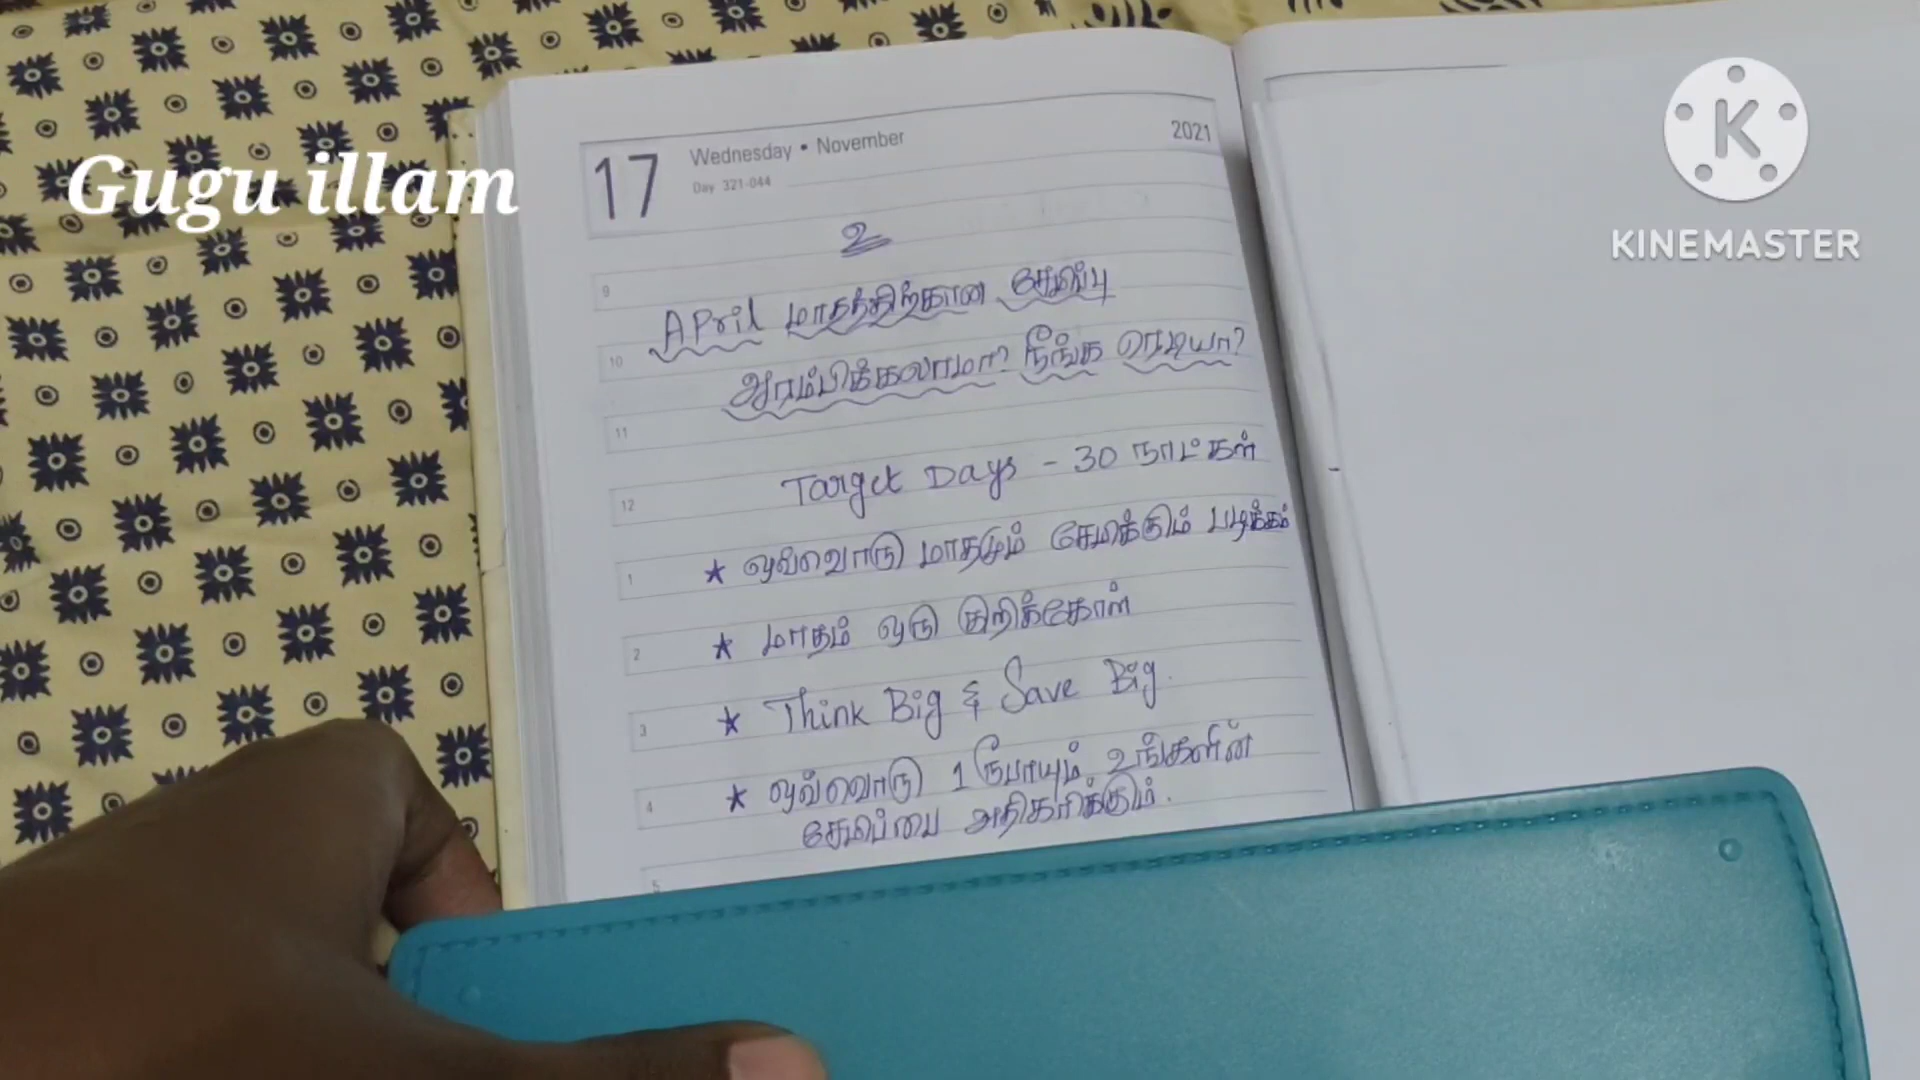 Gugu illam
KINEMASTER
17 Wednesday • November 2021
Day 321-044
உ
9
April மாதத்திற்கான சேமிப்பு
10
ஆரம்பிக்கலாமா? நீங்க ரெடியா?
11
12 Target Days - 30 நாட்கள்
1 ★ ஒவ்வொரு மாதமும் சேமிக்கும் பழக்கம்
2 ★ மாதம் ஒரு குறிக்கோள்
3 ★ Think Big & Save Big.
4 ★ ஒவ்வொரு 1 ரூபாயும் உங்களின்
சேமிப்பை அதிகரிக்கும்.
5